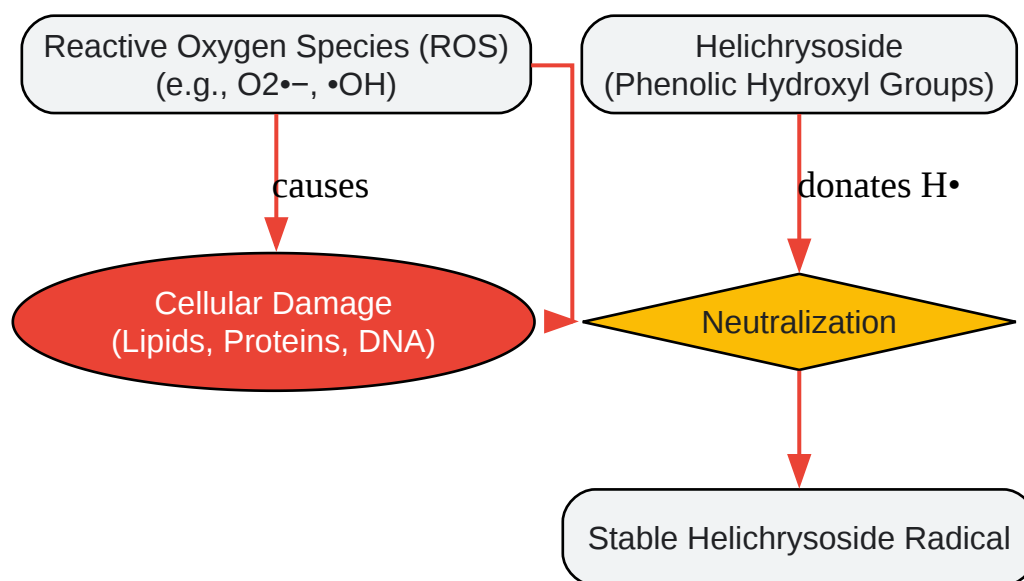 Reactive Oxygen Species (ROS)
(e.g., O2•−, •OH)
Helichrysoside
(Phenolic Hydroxyl Groups)
causes
donates H•
Cellular Damage
(Lipids, Proteins, DNA)
Neutralization
Stable Helichrysoside Radical